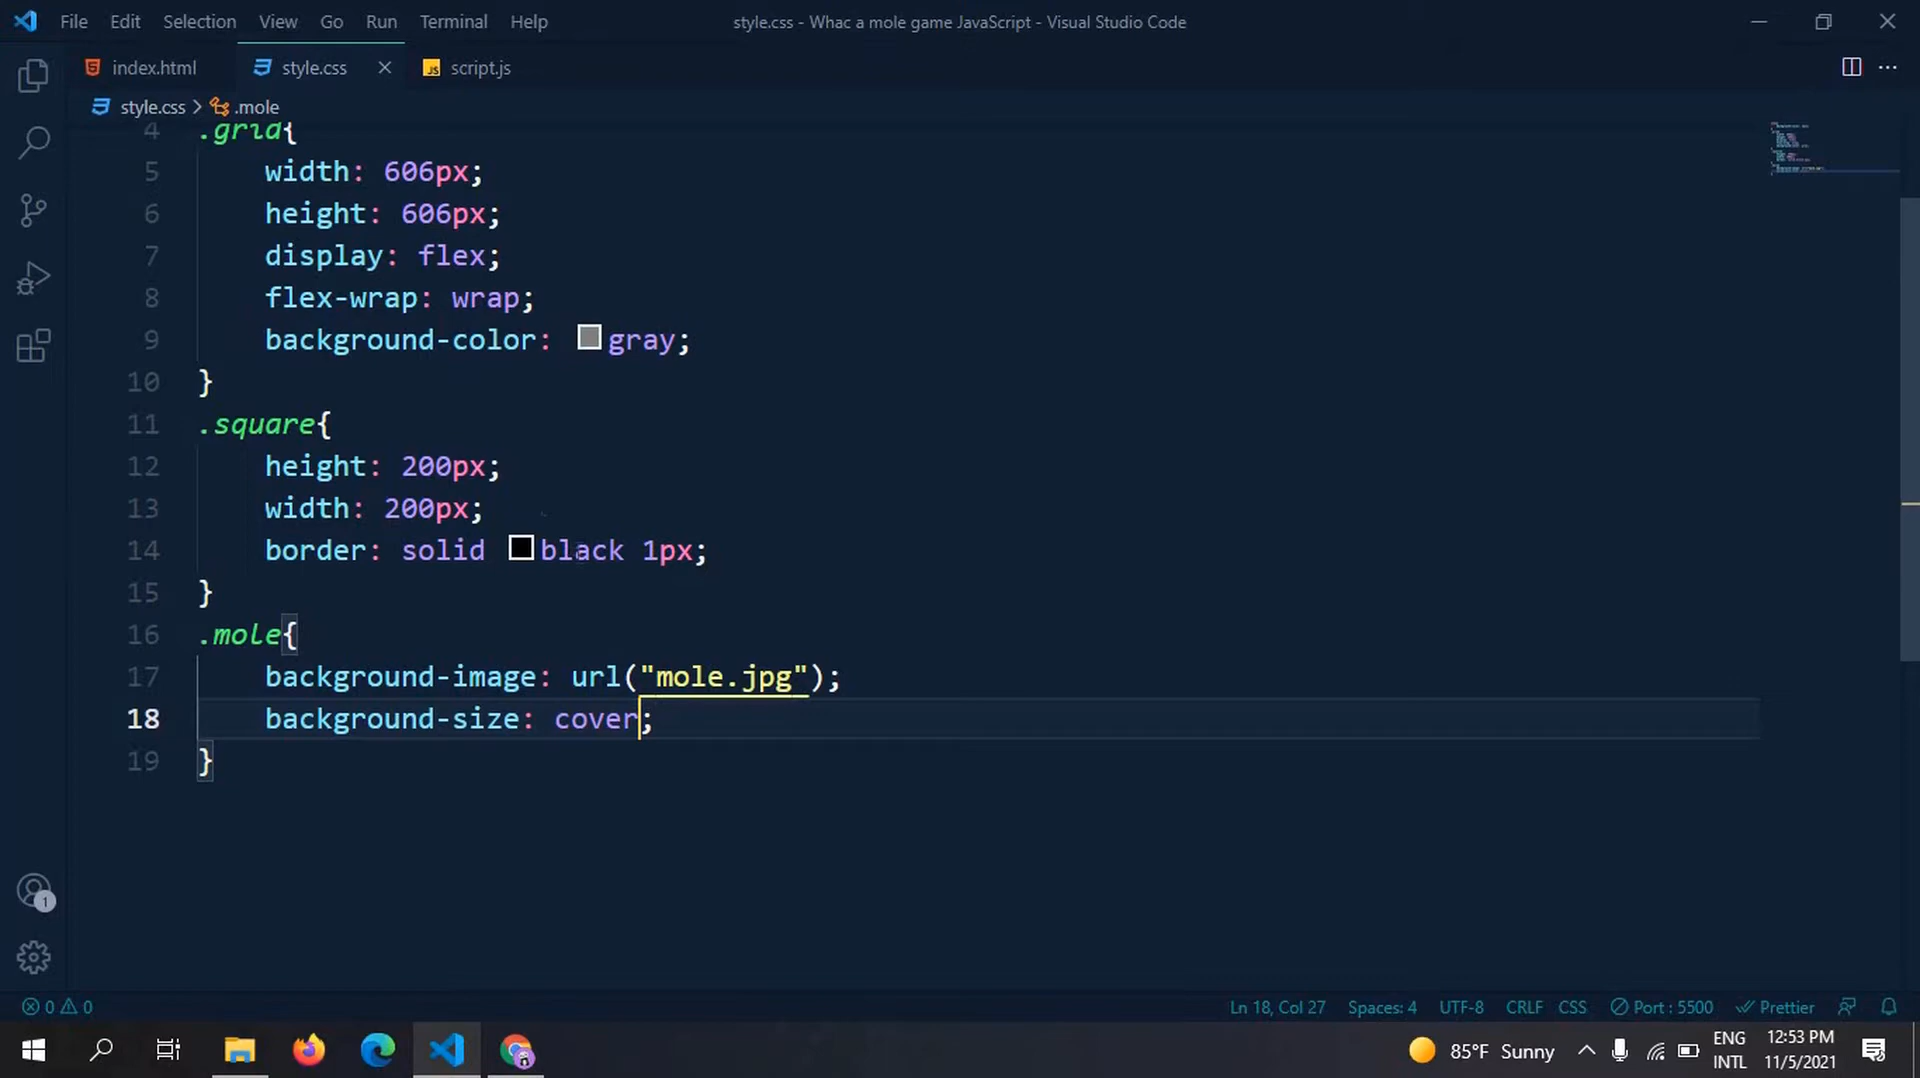 File Edit Selection View Go Run Terminal Help
style.css - Whac a mole game JavaScript - Visual Studio Code
index.html
style.css
JS script.js
style.css > .mole
4 .grid{
5 width: 606px;
6 height: 606px;
7 display: flex;
8 flex-wrap: wrap;
9 background-color: gray;
10 }
11 .square{
12 height: 200px;
13 width: 200px;
14 border: solid black 1px;
15 }
16 .mole{
17 background-image: url("mole.jpg");
18 background-size: cover;
19 }
1
0 0
Ln 18, Col 27
Spaces: 4
UTF-8
CRLF
CSS
Port : 5500
Prettier
85°F Sunny
ENG
INTL
12:53 PM
11/5/2021